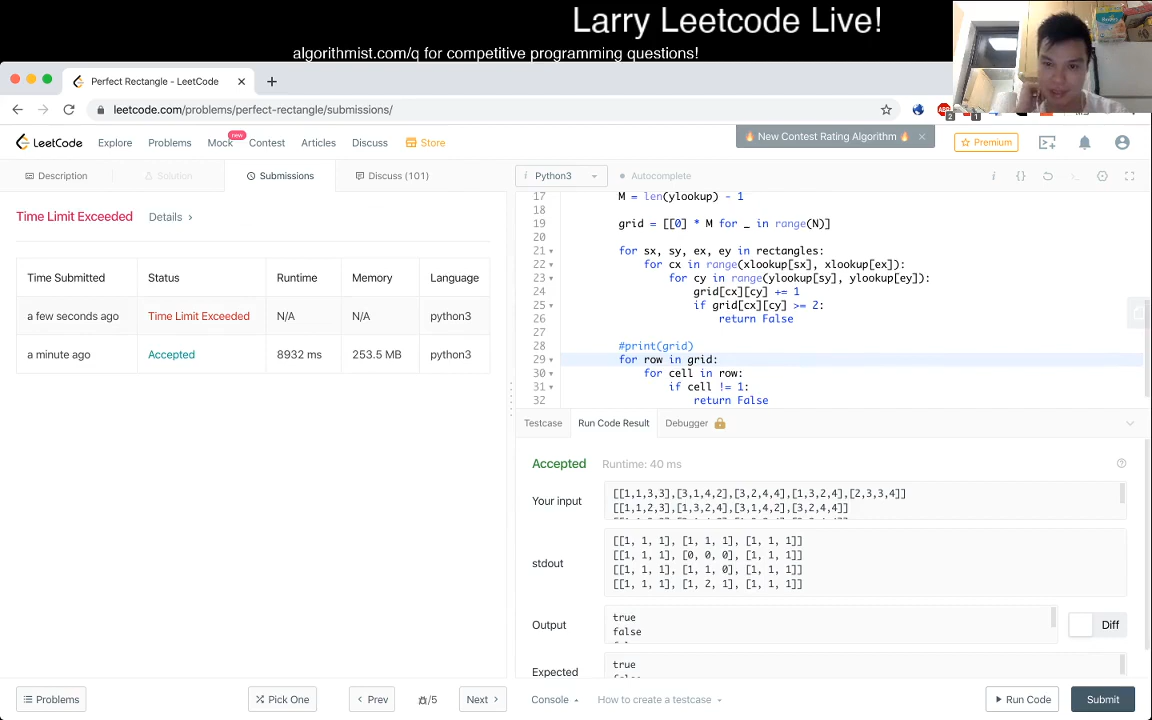 Larry Leetcode Live!
algorithmist.com/q for competitive programming questions!
Perfect Rectangle - LeetCode
leetcode.com/problems/perfect-rectangle/submissions/
LeetCode
Explore
Problems
Mock
new
Contest
Articles
Discuss
Store
New Contest Rating Algorithm
Premium
Description
Solution
Submissions
Discuss (101)
i Python3
Autocomplete
Time Limit Exceeded
Details >
Time Submitted Status Runtime Memory Language
a few seconds ago Time Limit Exceeded N/A N/A python3
a minute ago Accepted 8932 ms 253.5 MB python3
17 M = len(ylookup) - 1
18
19 grid = [[0] * M for _ in range(N)]
20
21 for sx, sy, ex, ey in rectangles:
22 for cx in range(xlookup[sx], xlookup[ex]):
23 for cy in range(ylookup[sy], ylookup[ey]):
24 grid[cx][cy] += 1
25 if grid[cx][cy] >= 2:
26 return False
27
28 #print(grid)
29 for row in grid:
30 for cell in row:
31 if cell != 1:
32 return False
Testcase
Run Code Result
Debugger
Accepted
Runtime: 40 ms
Your input
[[1,1,3,3],[3,1,4,2],[3,2,4,4],[1,3,2,4],[2,3,3,4]]
[[1,1,2,3],[1,3,2,4],[3,1,4,2],[3,2,4,4]]
stdout
[[1, 1, 1], [1, 1, 1], [1, 1, 1]]
[[1, 1, 1], [0, 0, 0], [1, 1, 1]]
[[1, 1, 1], [1, 1, 0], [1, 1, 1]]
[[1, 1, 1], [1, 2, 1], [1, 1, 1]]
Output
true
false
Diff
Expected
true
Problems
Pick One
< Prev
/5
Next >
Console
How to create a testcase
Run Code
Submit